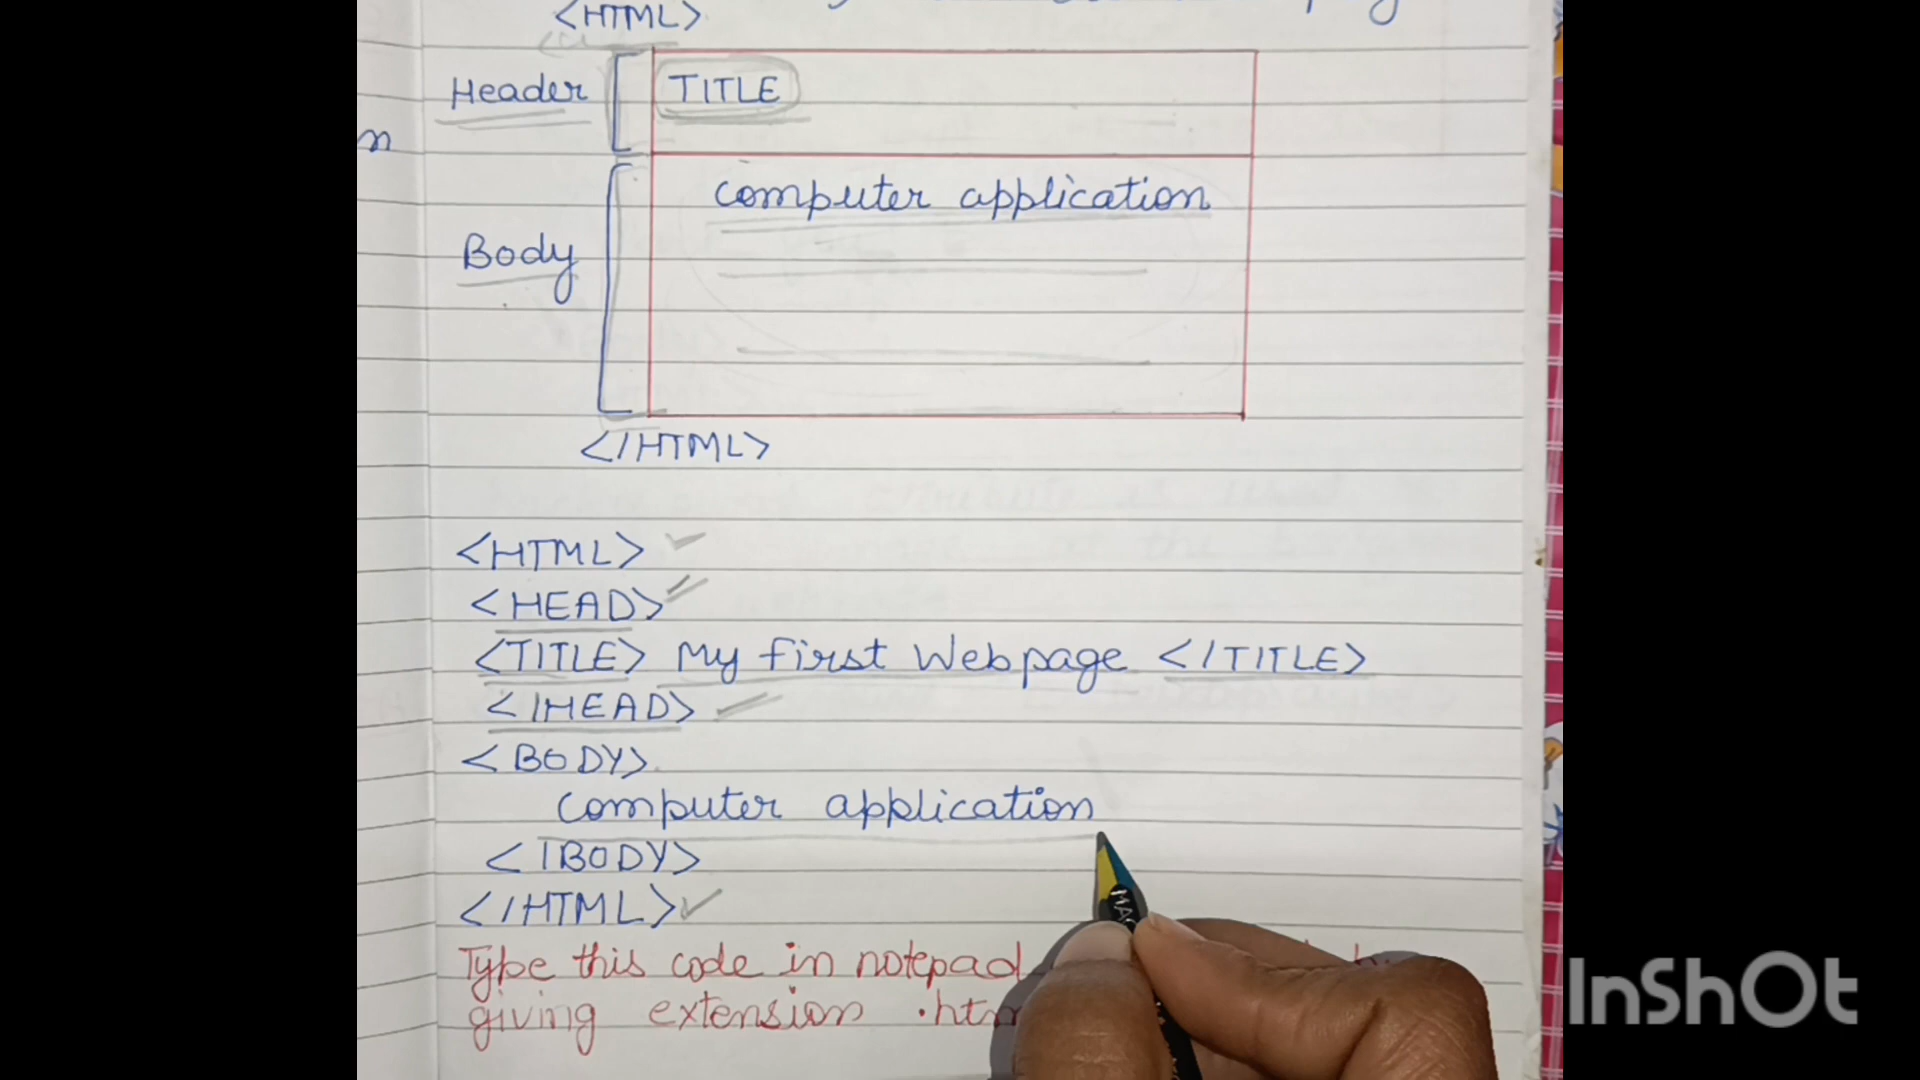 <HTML>
Header
TITLE
n
computer application
Body
</HTML>
<HTML>
<HEAD>
<TITLE> My first Webpage </TITLE>
</HEAD>
<BODY>
computer application
</BODY>
</HTML>
Type this code in notepad
giving extension
InShOt